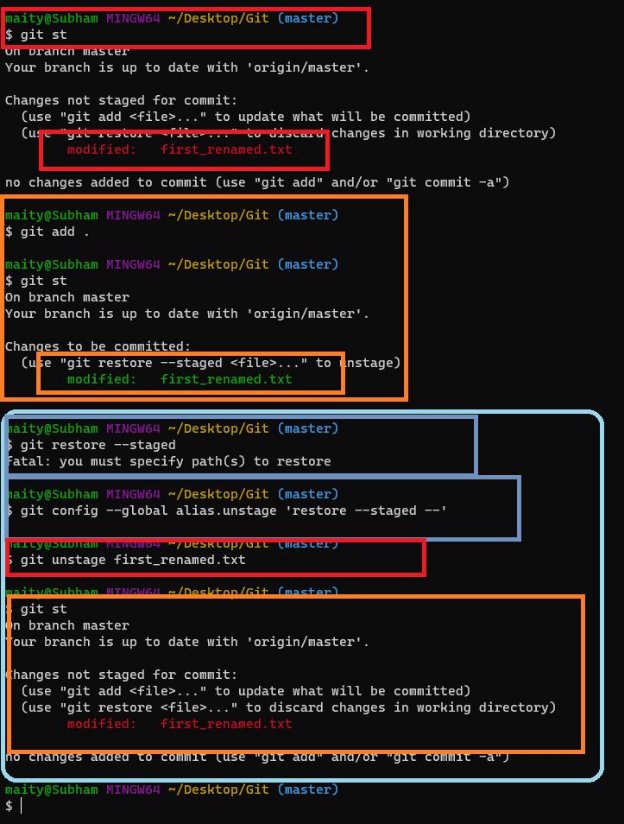 maity@Subham MINGW64 ~/Desktop/Git (master)
$ git st
On branch master
Your branch is up to date with 'origin/master'.
Changes not staged for commit:
(use "git add <file>..." to update what will be committed)
(use "git restore <file>..." to discard changes in working directory)
modified: first_renamed.txt
no changes added to commit (use "git add" and/or "git commit -a")
maity@Subham MINGW64 ~/Desktop/Git (master)
$ git add .
maity@Subham MINGW64 ~/Desktop/Git (master)
$ git st
On branch master
Your branch is up to date with 'origin/master'.
Changes to be committed:
(use "git restore --staged <file>..." to unstage)
modified: first_renamed.txt
maity@Subham MINGW64 ~/Desktop/Git (master)
$ git restore --staged
fatal: you must specify path(s) to restore
maity@Subham MINGW64 ~/Desktop/Git (master)
$ git config --global alias.unstage 'restore --staged --'
maity@Subham MINGW64 ~/Desktop/Git (master)
$ git unstage first_renamed.txt
maity@Subham MINGW64 ~/Desktop/Git (master)
$ git st
On branch master
Your branch is up to date with 'origin/master'.
Changes not staged for commit:
(use "git add <file>..." to update what will be committed)
(use "git restore <file>..." to discard changes in working directory)
modified: first_renamed.txt
no changes added to commit (use "git add" and/or "git commit -a")
maity@Subham MINGW64 ~/Desktop/Git (master)
$